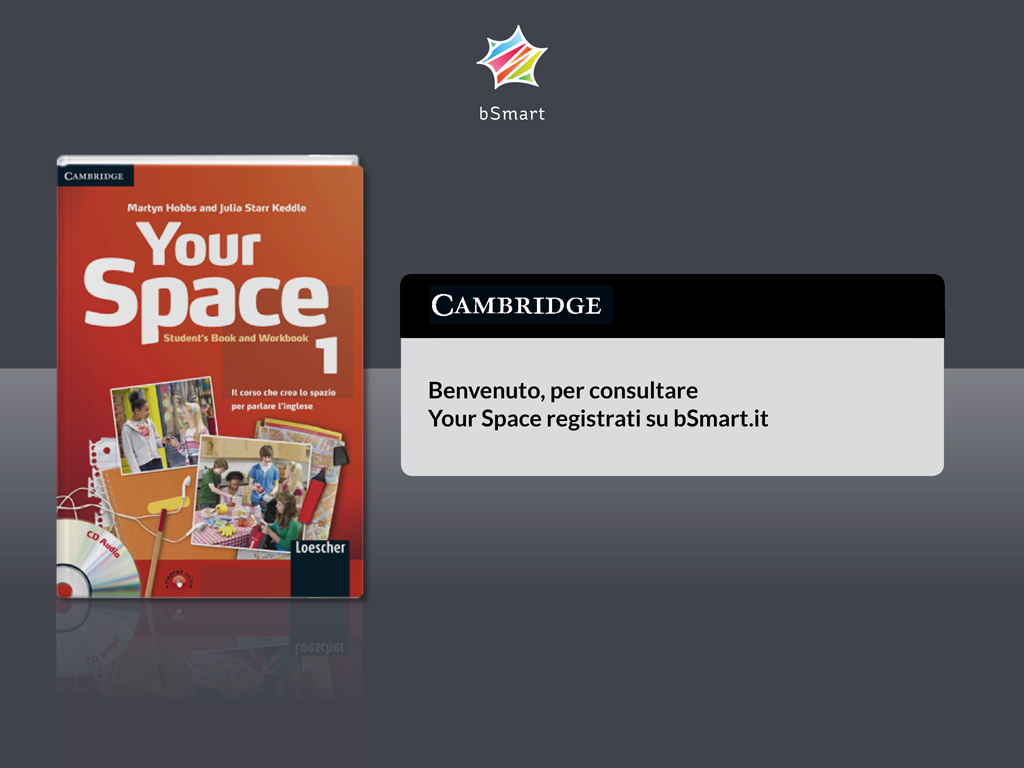 bSmart
CAMBRIDGE
Martyn Hobbs and Julia Starr Keddle
Your
Space
Student's Book and Workbook
1
Il corso che crea lo spazio
per parlare l'inglese
CD Audio
Loescher
CAMBRIDGE
Benvenuto, per consultare
Your Space registrati su bSmart.it